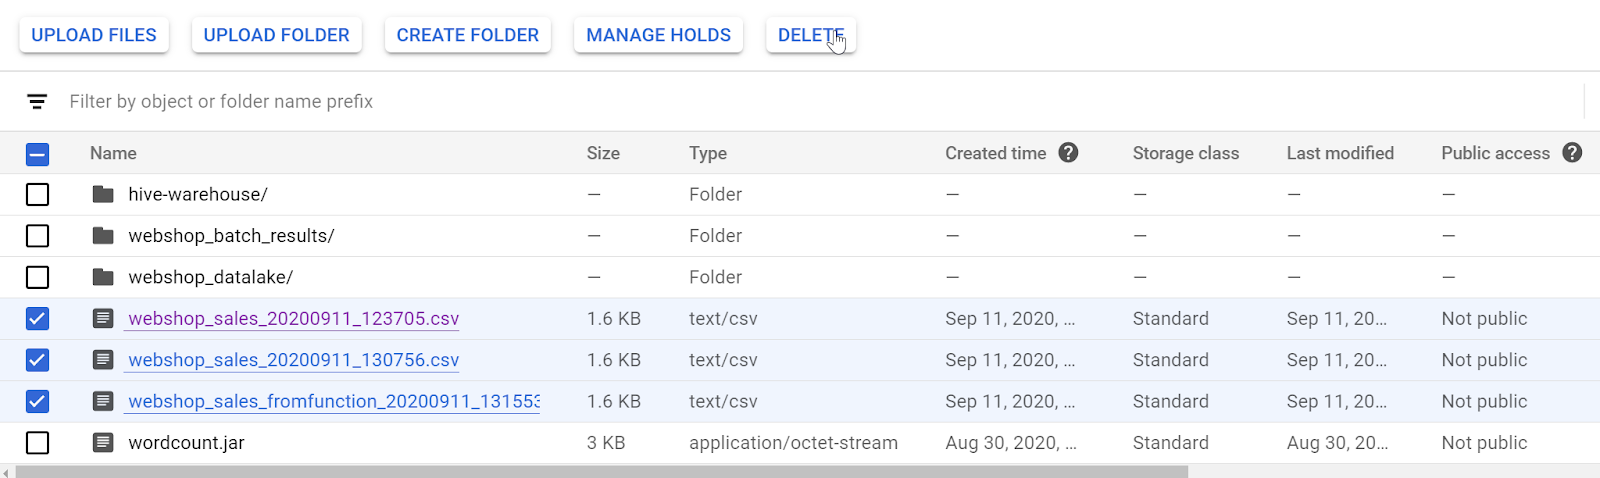 UPLOAD FILES UPLOAD FOLDER CREATE FOLDER MANAGE HOLDS DELETE
Filter by object or folder name prefix
Name Size Type Created time Storage class Last modified Public access
hive-warehouse/ — Folder — — — —
webshop_batch_results/ — Folder — — — —
webshop_datalake/ — Folder — — — —
webshop_sales_20200911_123705.csv 1.6 KB text/csv Sep 11, 2020, ... Standard Sep 11, 20... Not public
webshop_sales_20200911_130756.csv 1.6 KB text/csv Sep 11, 2020, ... Standard Sep 11, 20... Not public
webshop_sales_fromfunction_20200911_131553 1.6 KB text/csv Sep 11, 2020, ... Standard Sep 11, 20... Not public
wordcount.jar 3 KB application/octet-stream Aug 30, 2020, ... Standard Aug 30, 20... Not public